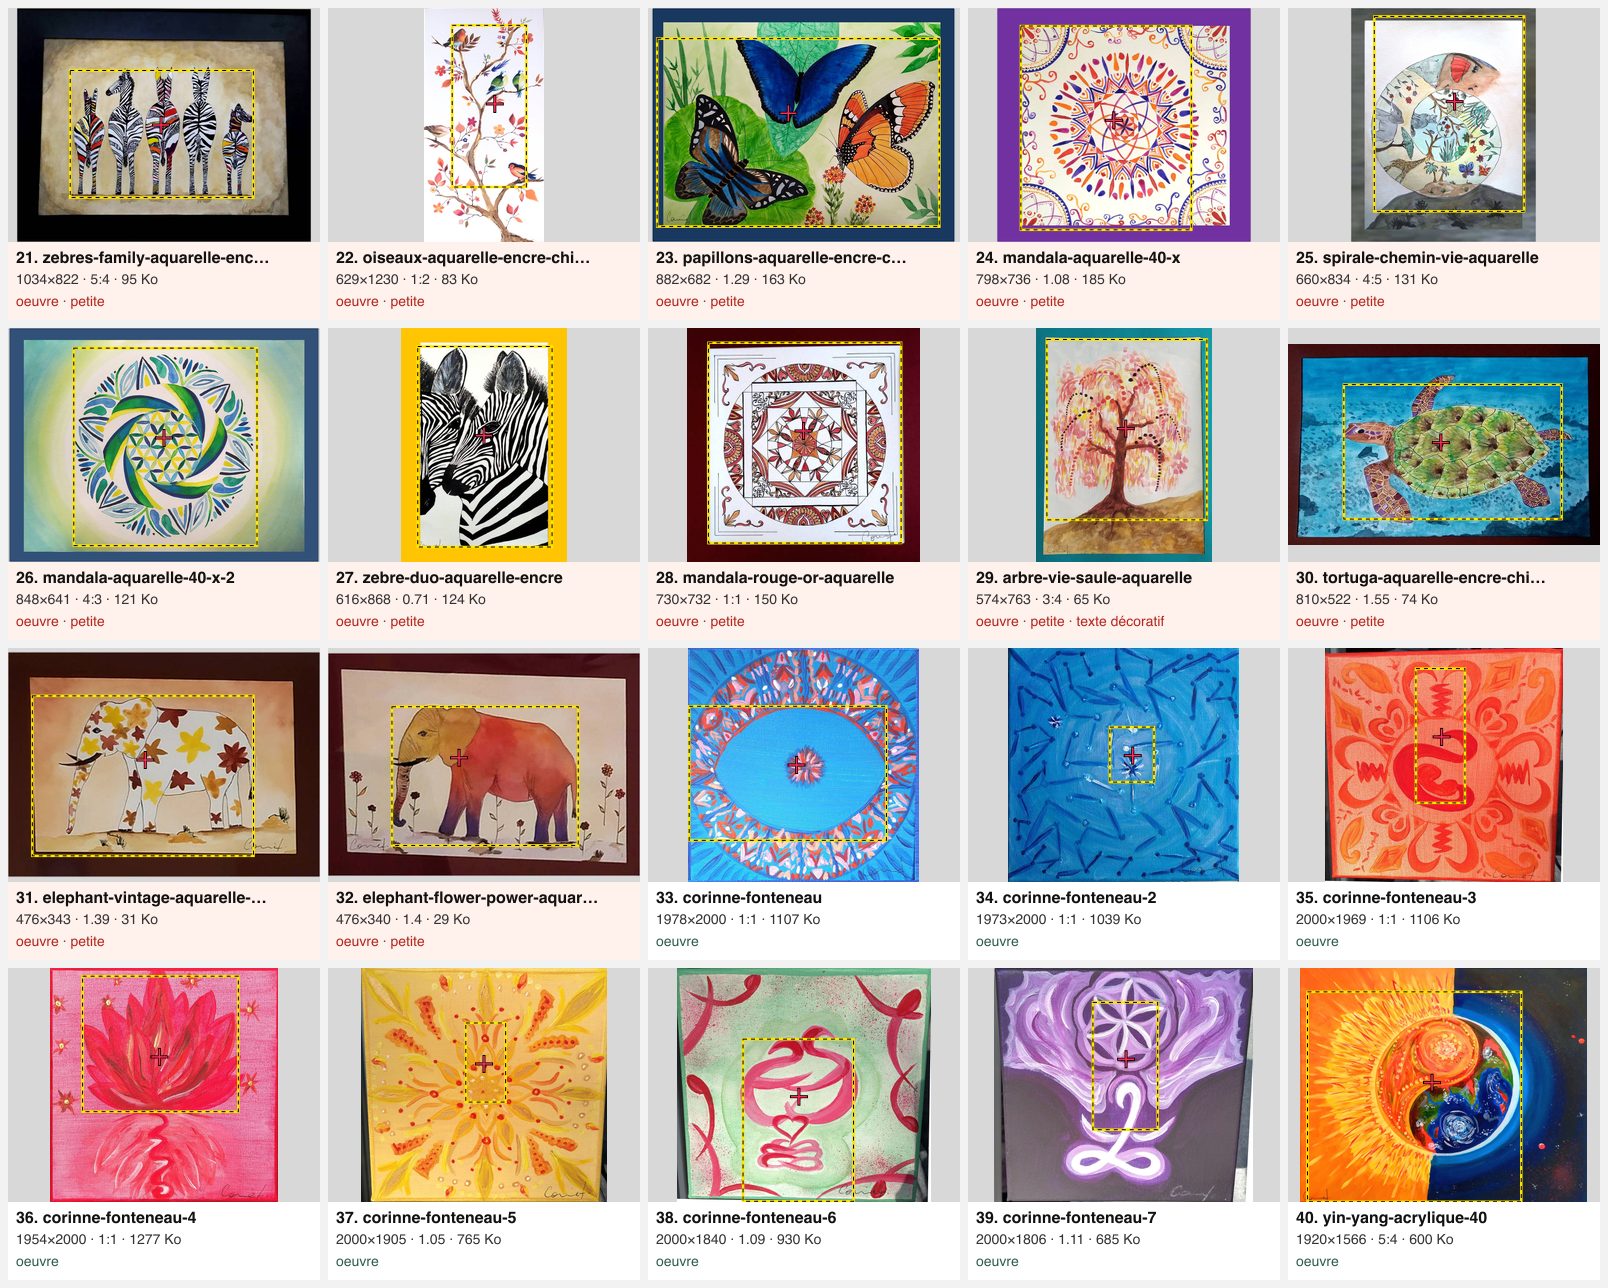 21. zebres-family-aquarelle-enc…
1034×822 · 5:4 · 95 Ko
oeuvre · petite
22. oiseaux-aquarelle-encre-chi…
629×1230 · 1:2 · 83 Ko
oeuvre · petite
23. papillons-aquarelle-encre-c…
882×682 · 1.29 · 163 Ko
oeuvre · petite
24. mandala-aquarelle-40-x
798×736 · 1.08 · 185 Ko
oeuvre · petite
25. spirale-chemin-vie-aquarelle
660×834 · 4:5 · 131 Ko
oeuvre · petite
26. mandala-aquarelle-40-x-2
848×641 · 4:3 · 121 Ko
oeuvre · petite
27. zebre-duo-aquarelle-encre
616×868 · 0.71 · 124 Ko
oeuvre · petite
28. mandala-rouge-or-aquarelle
730×732 · 1:1 · 150 Ko
oeuvre · petite
29. arbre-vie-saule-aquarelle
574×763 · 3:4 · 65 Ko
oeuvre · petite · texte décoratif
30. tortuga-aquarelle-encre-chi…
810×522 · 1.55 · 74 Ko
oeuvre · petite
31. elephant-vintage-aquarelle-…
476×343 · 1.39 · 31 Ko
oeuvre · petite
32. elephant-flower-power-aquar…
476×340 · 1.4 · 29 Ko
oeuvre · petite
33. corinne-fonteneau
1978×2000 · 1:1 · 1107 Ko
oeuvre
34. corinne-fonteneau-2
1973×2000 · 1:1 · 1039 Ko
oeuvre
35. corinne-fonteneau-3
2000×1969 · 1:1 · 1106 Ko
oeuvre
36. corinne-fonteneau-4
1954×2000 · 1:1 · 1277 Ko
oeuvre
37. corinne-fonteneau-5
2000×1905 · 1.05 · 765 Ko
oeuvre
38. corinne-fonteneau-6
2000×1840 · 1.09 · 930 Ko
oeuvre
39. corinne-fonteneau-7
2000×1806 · 1.11 · 685 Ko
oeuvre
40. yin-yang-acrylique-40
1920×1566 · 5:4 · 600 Ko
oeuvre